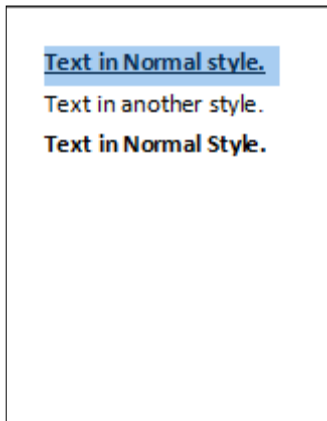 Text in Normal style.
Text in another style.
Text in Normal Style.